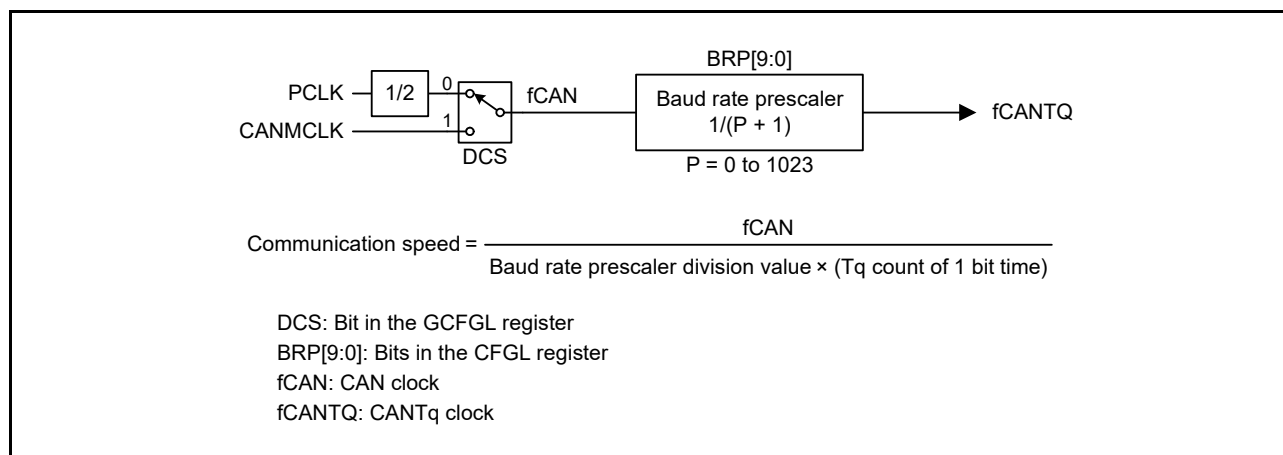 BRP[9:0]
PCLK 1/2 0 fCAN Baud rate prescaler fCANTQ
1/(P + 1)
CANMCLK 1
DCS P = 0 to 1023
fCAN
Communication speed =
Baud rate prescaler division value × (Tq count of 1 bit time)
DCS: Bit in the GCFGL register
BRP[9:0]: Bits in the CFGL register
fCAN: CAN clock
fCANTQ: CANTq clock